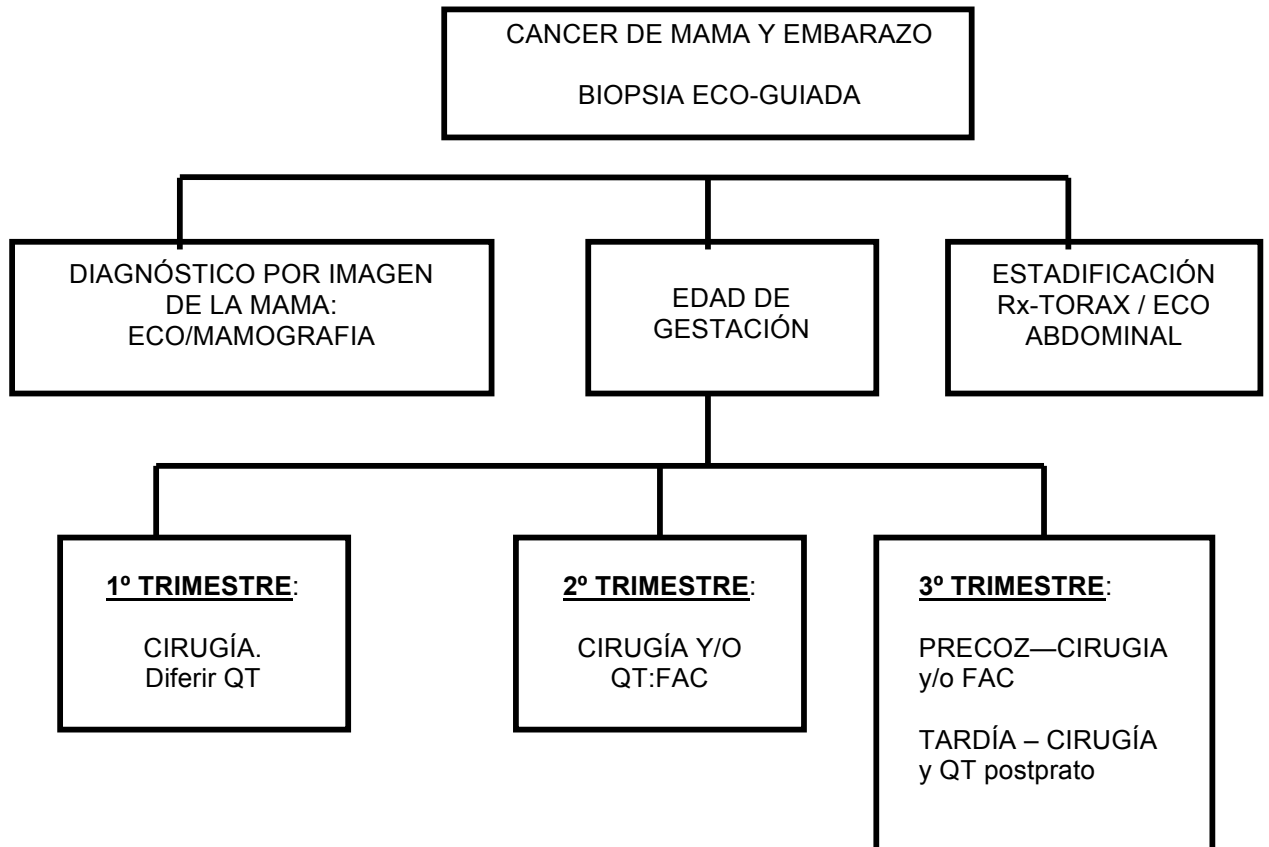 CANCER DE MAMA Y EMBARAZO
BIOPSIA ECO-GUIADA
DIAGNÓSTICO POR IMAGEN
DE LA MAMA:
ECO/MAMOGRAFIA
EDAD DE
GESTACIÓN
ESTADIFICACIÓN
Rx-TORAX / ECO
ABDOMINAL
1º TRIMESTRE:
CIRUGÍA.
Diferir QT
2º TRIMESTRE:
CIRUGÍA Y/O
QT:FAC
3º TRIMESTRE:
PRECOZ—CIRUGIA
y/o FAC
TARDÍA – CIRUGÍA
y QT postprato